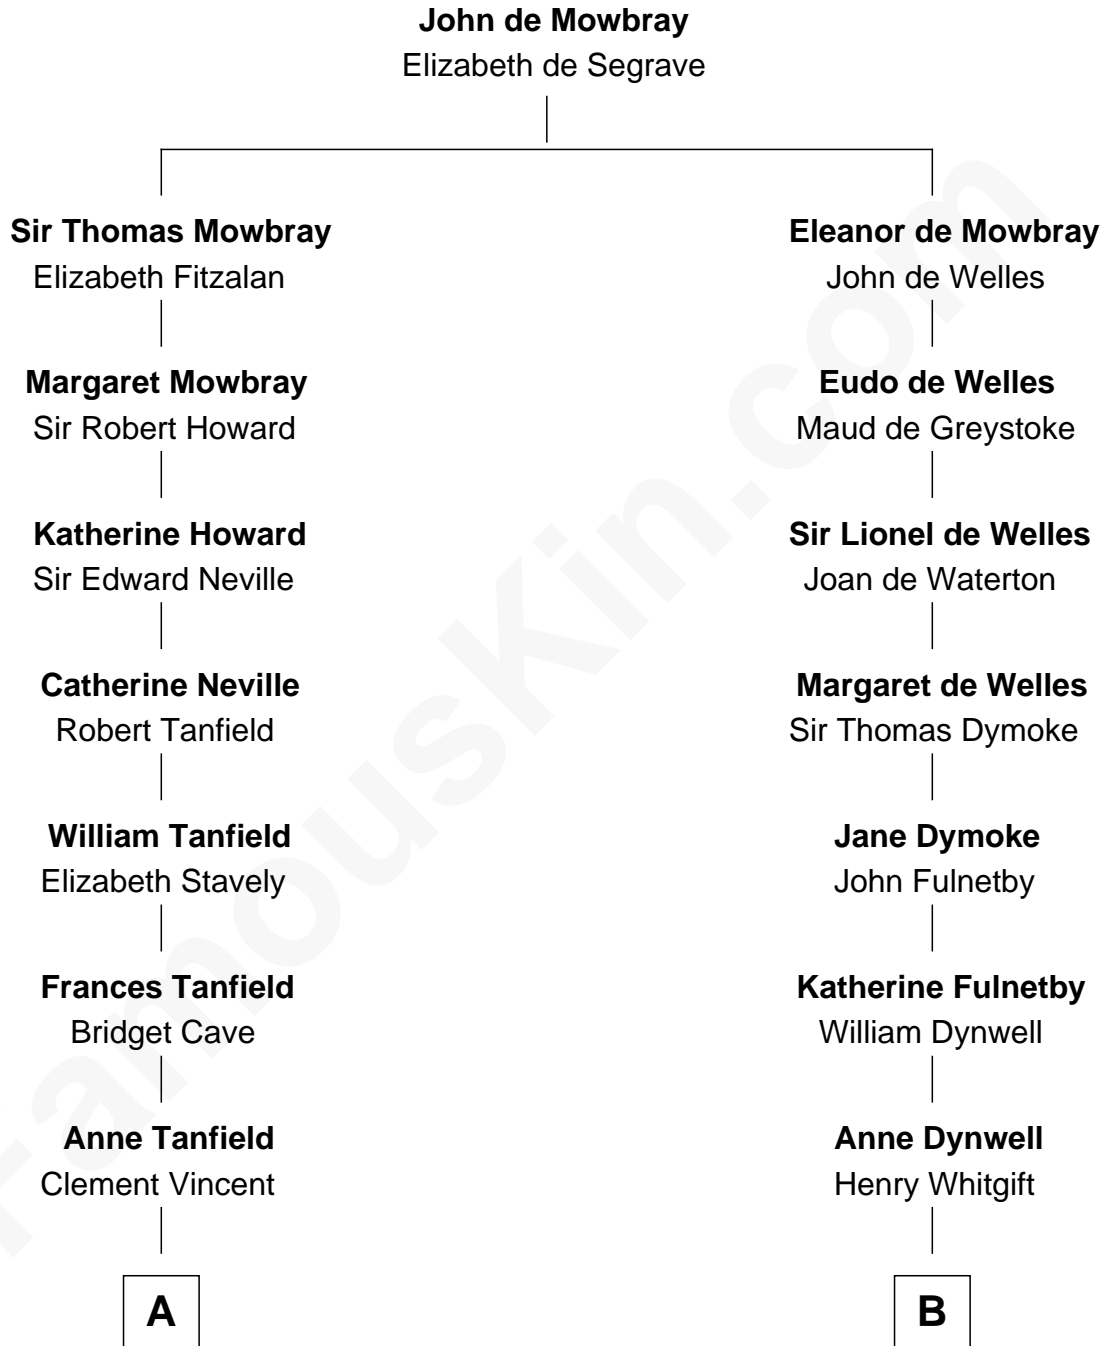 John de Mowbray
Elizabeth de Segrave
Sir Thomas Mowbray
Elizabeth Fitzalan
Margaret Mowbray
Sir Robert Howard
Katherine Howard
Sir Edward Neville
Catherine Neville
Robert Tanfield
William Tanfield
Elizabeth Stavely
Frances Tanfield
Bridget Cave
Anne Tanfield
Clement Vincent
A
Eleanor de Mowbray
John de Welles
Eudo de Welles
Maud de Greystoke
Sir Lionel de Welles
Joan de Waterton
Margaret de Welles
Sir Thomas Dymoke
Jane Dymoke
John Fulnetby
Katherine Fulnetby
William Dynwell
Anne Dynwell
Henry Whitgift
B
FamousKin.com